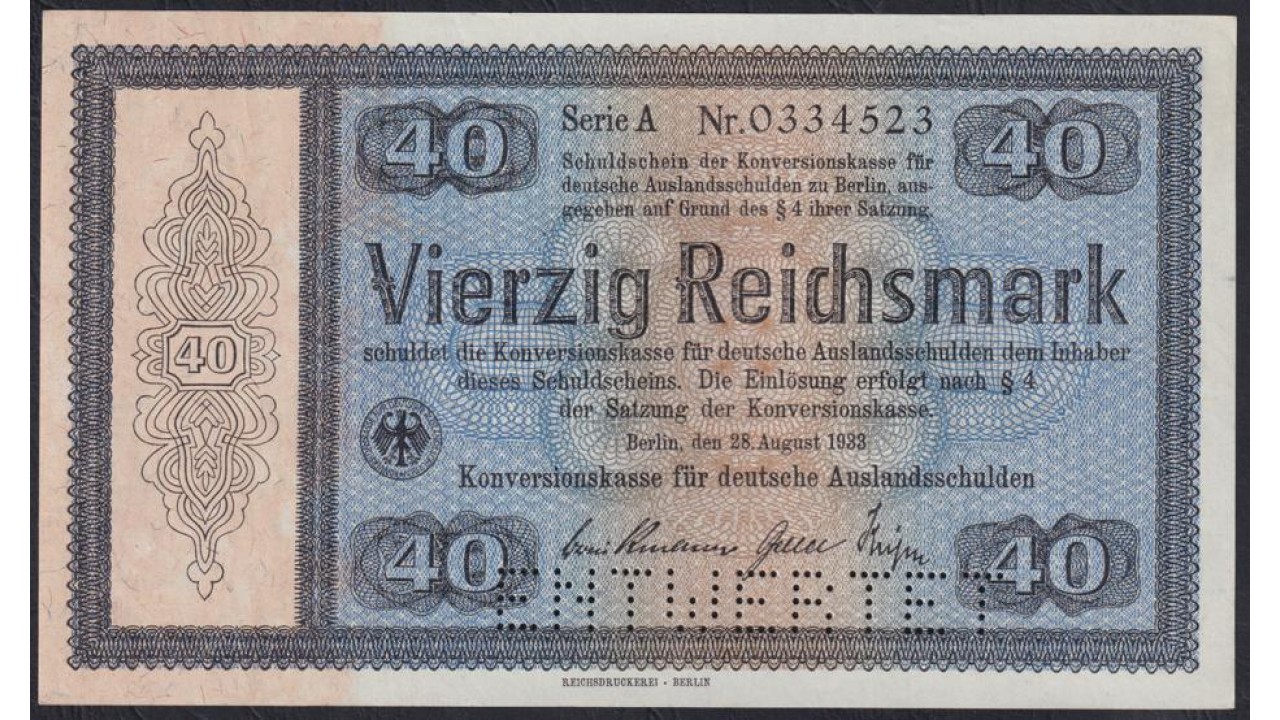 40
Serie A Nr. 0334523
40
Schuldschein der Konversionskasse für
deutsche Auslandsschulden zu Berlin, aus-
gegeben auf Grund des § 4 ihrer Satzung.
Vierzig Reichsmark
40
schuldet die Konversionskasse für deutsche Auslandsschulden dem Inhaber
dieses Schuldscheins. Die Einlösung erfolgt nach § 4
der Satzung der Konversionskasse.
Berlin, den 28. August 1933
Konversionskasse für deutsche Auslandsschulden
40
40
ENTWERTET
REICHSDRUCKEREI - BERLIN